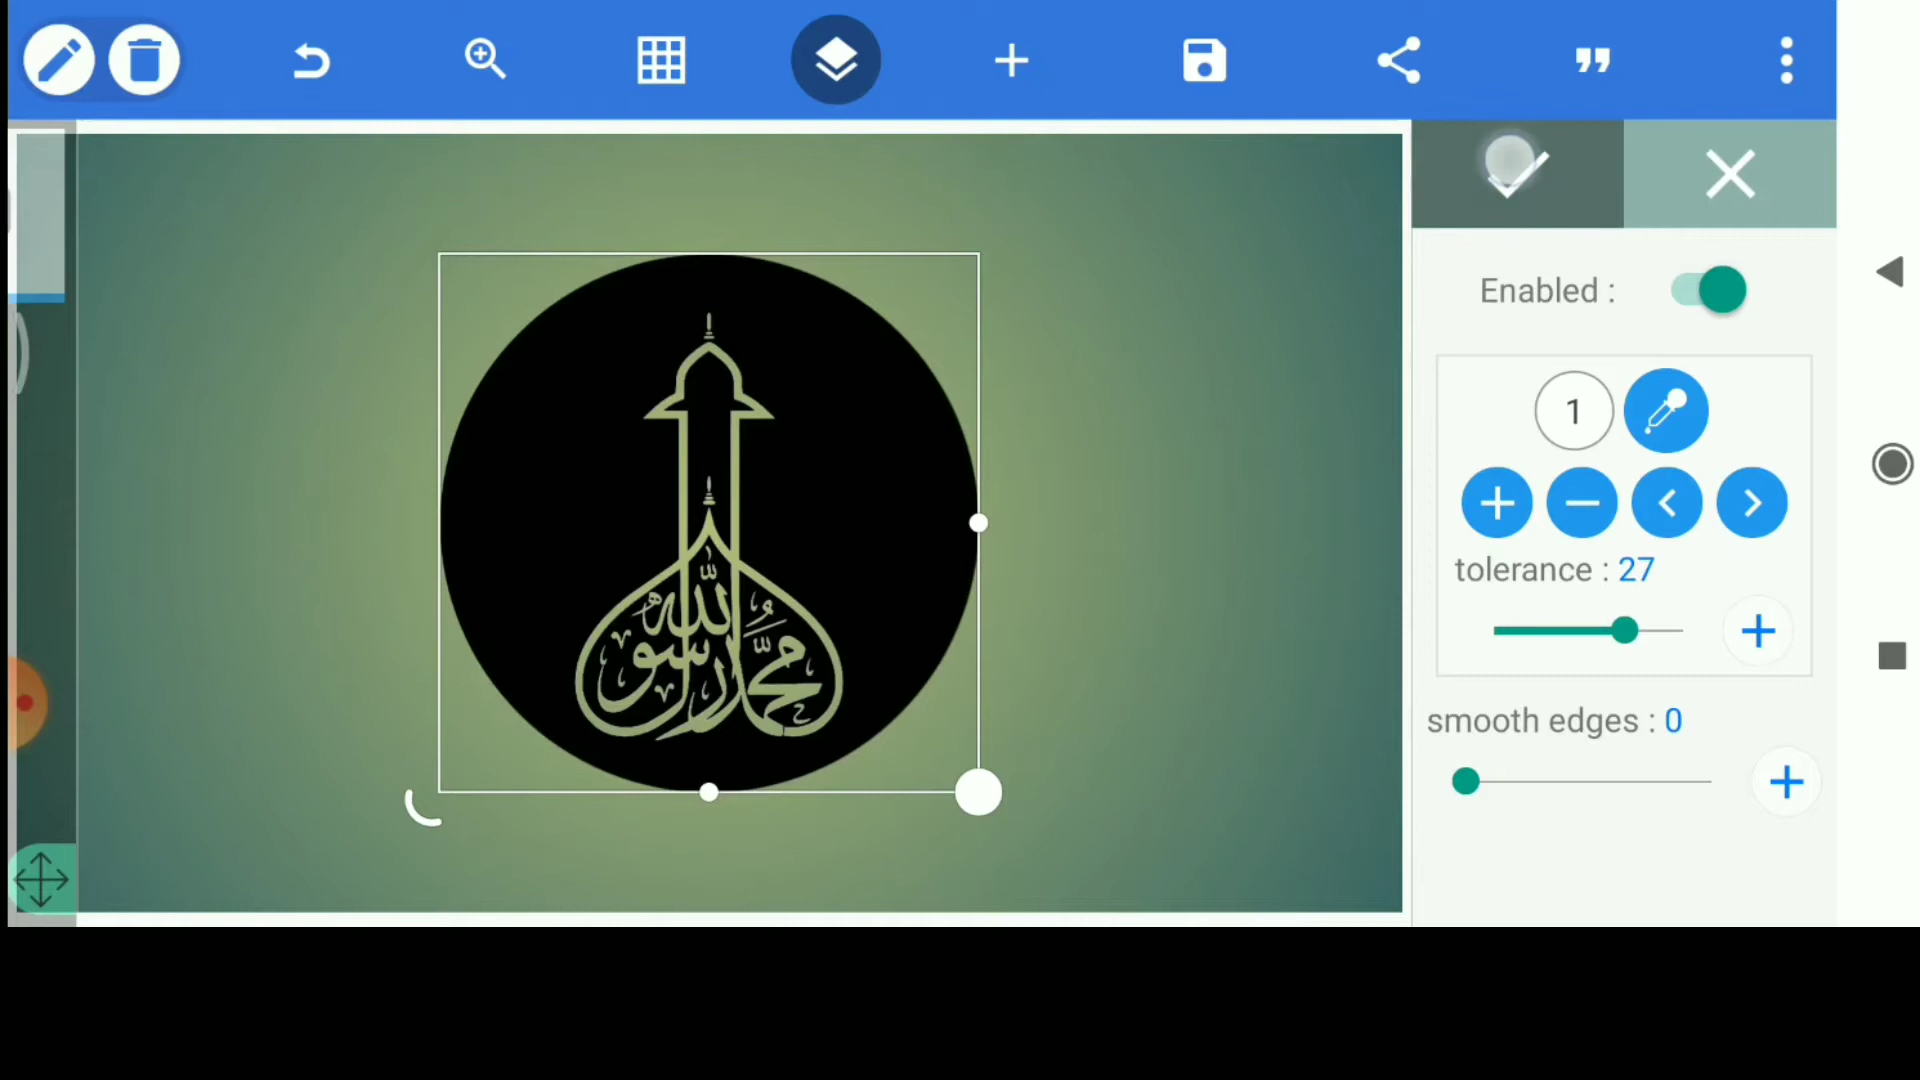 Enabled :
1
tolerance : 27
smooth edges : 0
الله
رسول
محمد